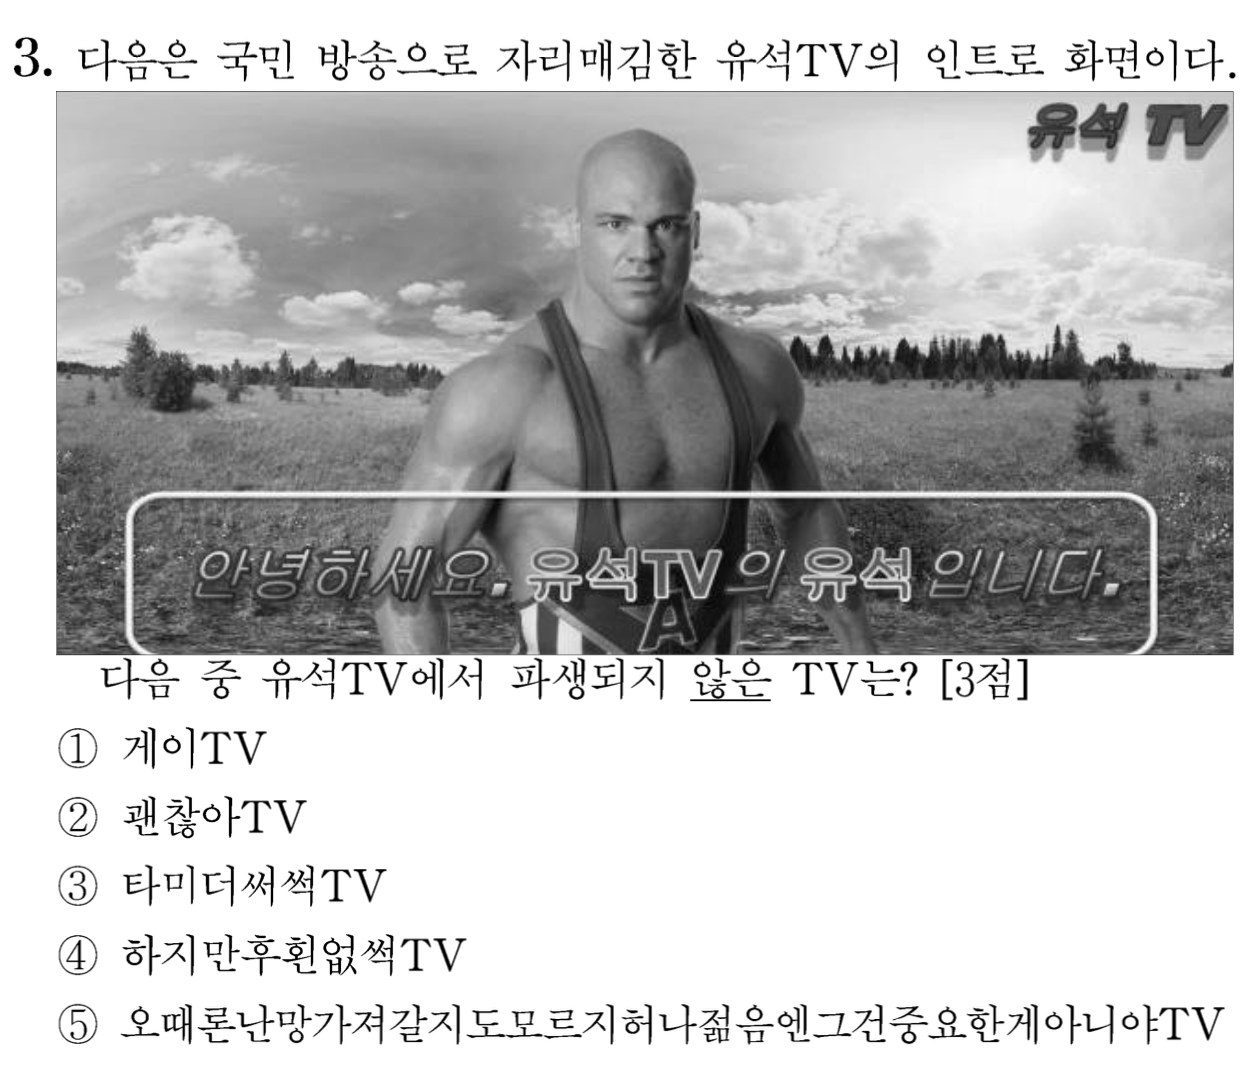 3. 다음은 국민 방송으로 자리매김한 유석TV의 인트로 화면이다.
유석 TV
안녕하세요. 유석TV의 유석입니다.
A
다음 중 유석TV에서 파생되지 않은 TV는? [3점]
① 게이TV
② 괜찮아TV
③ 타미더써썩TV
④ 하지만후횐없썩TV
⑤ 오때론난망가져갈지도모르지허나젊음엔그건중요한게아니야TV